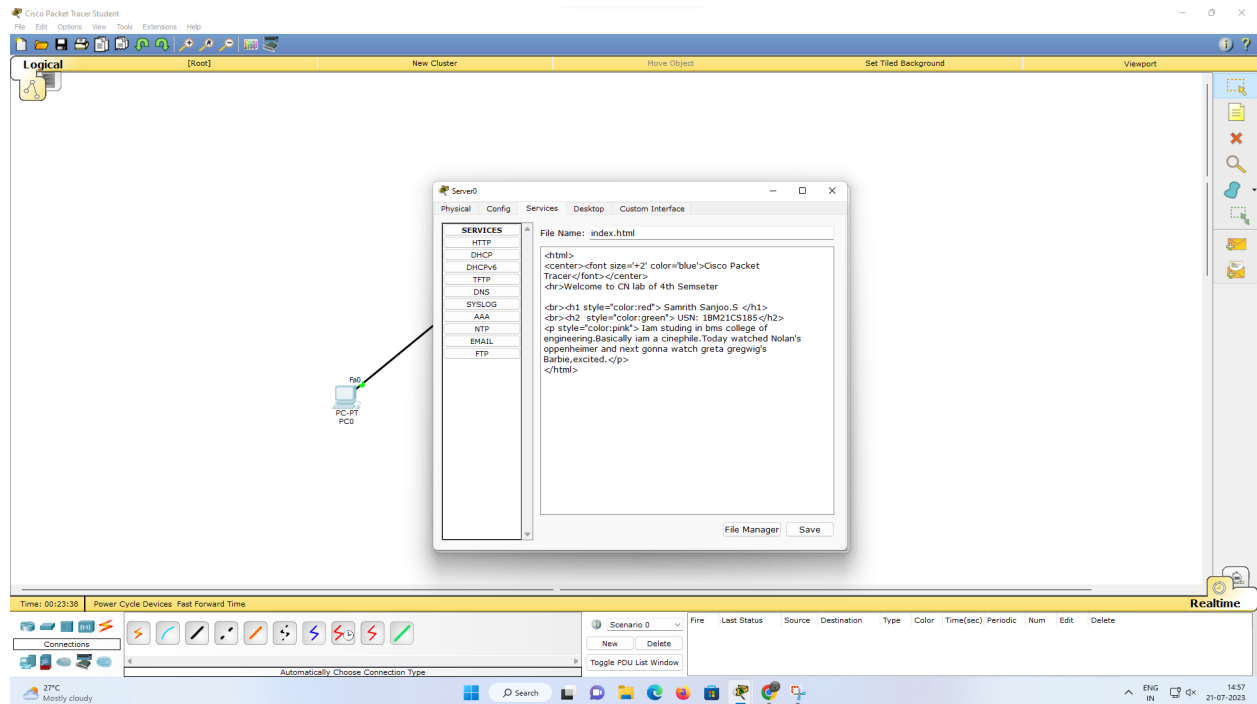 Cisco Packet Tracer Student
File Edit Options View Tools Extensions Help
Logical [Root] New Cluster Move Object Set Tiled Background Viewport
Server0
Physical Config Services Desktop Custom Interface
SERVICES
HTTP
DHCP
DHCPv6
TFTP
DNS
SYSLOG
AAA
NTP
EMAIL
FTP
File Name: index.html
<html>
<center><font size='+2' color='blue'>Cisco Packet
Tracer</font></center>
<hr>Welcome to CN lab of 4th Semseter
<br><h1 style="color:red"> Samrith Sanjoo.S </h1>
<br><h2 style="color:green"> USN: 1BM21CS185</h2>
<p style="color:pink"> Iam studing in bms college of
engineering.Basically iam a cinephile.Today watched Nolan's
oppenheimer and next gonna watch greta gregwig's
Barbie,excited.</p>
</html>
File Manager Save
Fa0
PC-PT
PC0
Time: 00:23:38 Power Cycle Devices Fast Forward Time
Realtime
Connections
Automatically Choose Connection Type
Scenario 0
New Delete
Toggle PDU List Window
Fire Last Status Source Destination Type Color Time(sec) Periodic Num Edit Delete
27°C
Mostly cloudy
Search
ENG
IN
14:57
21-07-2023